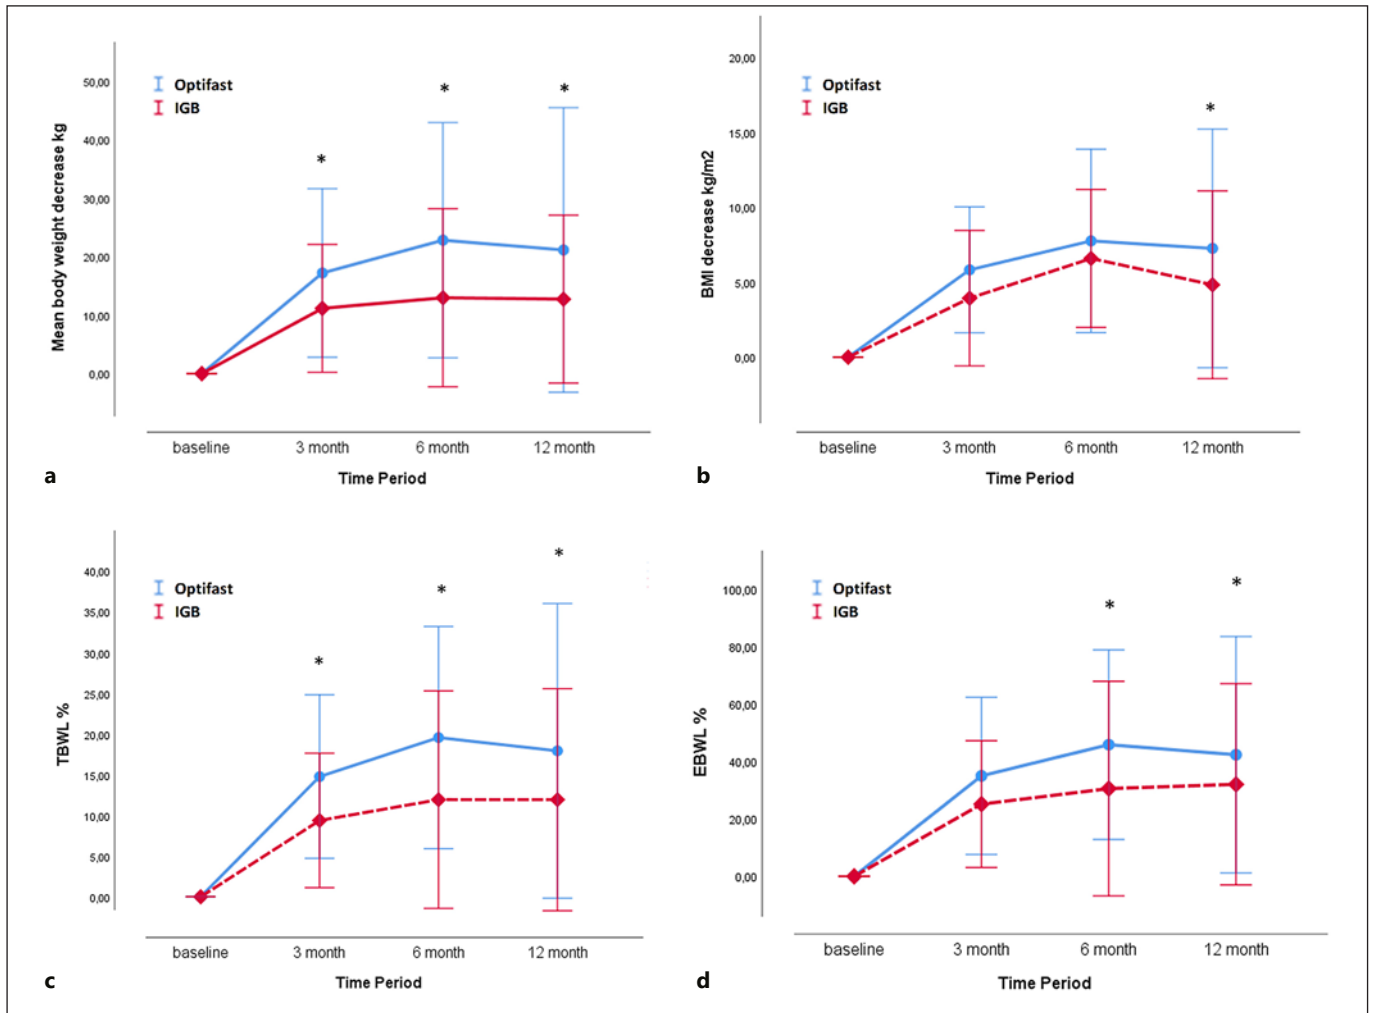 Mean body weight decrease kg
50,00
40,00
30,00
20,00
10,00
0,00
Optifast
IGB
*
*
*
baseline
3 month
6 month
12 month
Time Period
a
BMI decrease kg/m2
20,00
15,00
10,00
5,00
0,00
Optifast
IGB
*
baseline
3 month
6 month
12 month
Time Period
b
TBWL %
40,00
35,00
30,00
25,00
20,00
15,00
10,00
5,00
0,00
Optifast
IGB
*
*
*
baseline
3 month
6 month
12 month
Time Period
c
EBWL %
100,00
80,00
60,00
40,00
20,00
0,00
Optifast
IGB
*
*
baseline
3 month
6 month
12 month
Time Period
d